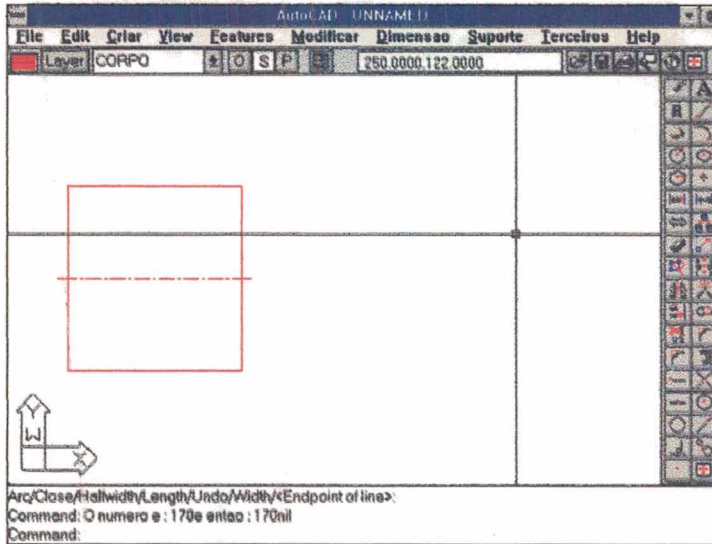 AutoCAD - UNNAMED
File Edit Criar View Features Modificar Dimensao Suporte Terceiros Help
Layer CORPO O S P 250.0000,122.0000
A
R
Y
W
X
Arc/Close/Halfwidth/Length/Undo/Width/<Endpoint of line>:
Command: O numero e : 170e entao : 170nil
Command: